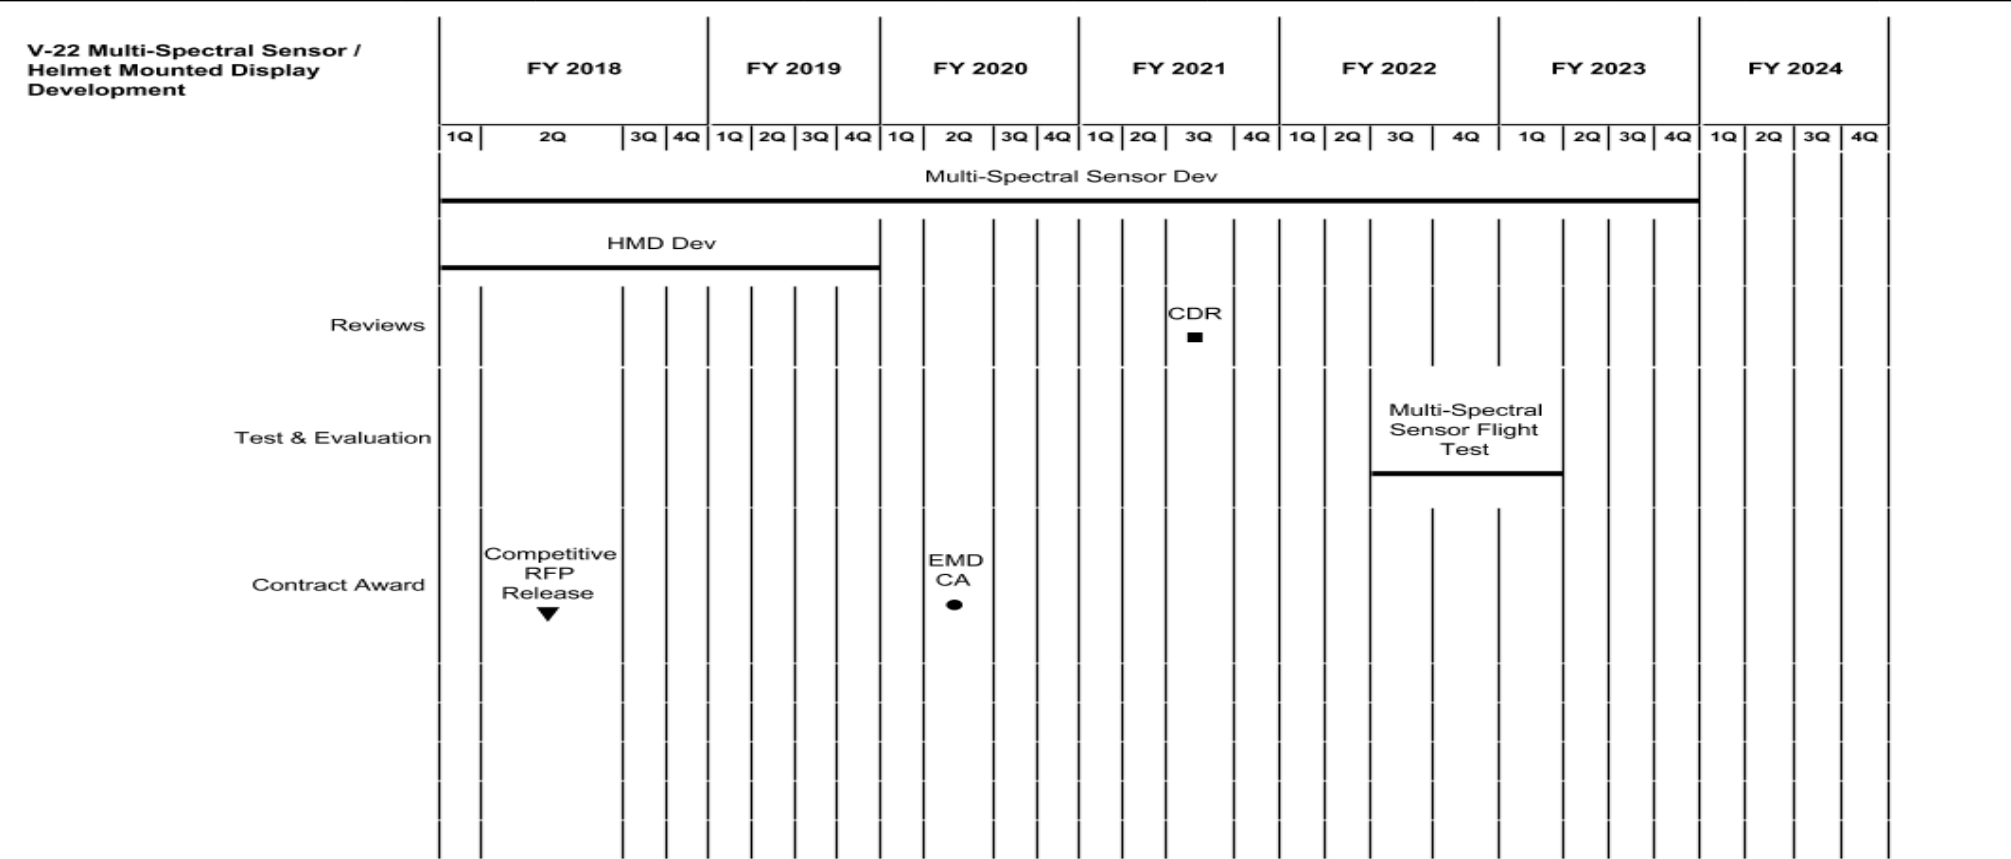 V-22 Multi-Spectral Sensor /
Helmet Mounted Display
Development
FY 2018 FY 2019 FY 2020 FY 2021 FY 2022 FY 2023 FY 2024
1Q 2Q 3Q 4Q 1Q 2Q 3Q 4Q 1Q 2Q 3Q 4Q 1Q 2Q 3Q 4Q 1Q 2Q 3Q 4Q 1Q 2Q 3Q 4Q 1Q 2Q 3Q 4Q
Multi-Spectral Sensor Dev
HMD Dev
Reviews
CDR
Test & Evaluation
Multi-Spectral
Sensor Flight
Test
Contract Award
Competitive
RFP
Release
EMD
CA